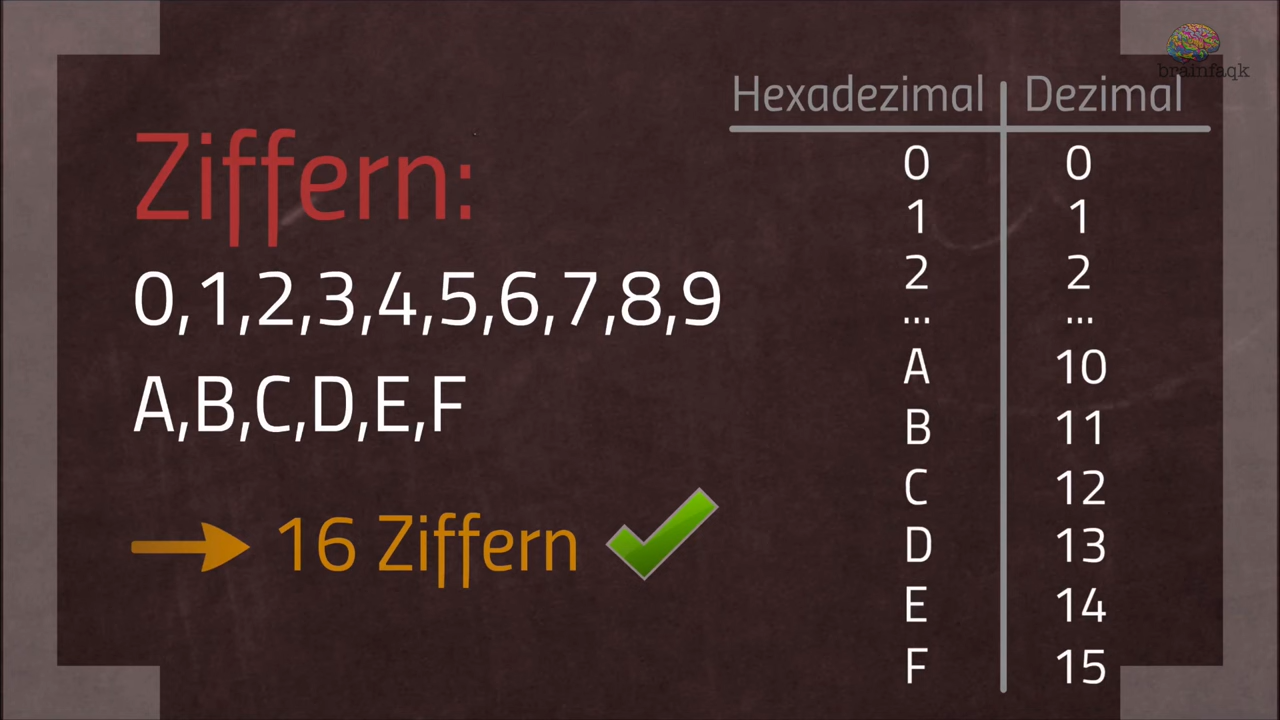 brainfaqk
Ziffern:
0,1,2,3,4,5,6,7,8,9
A,B,C,D,E,F
16 Ziffern
Hexadezimal Dezimal
0 0
1 1
2 2
... ...
A 10
B 11
C 12
D 13
E 14
F 15